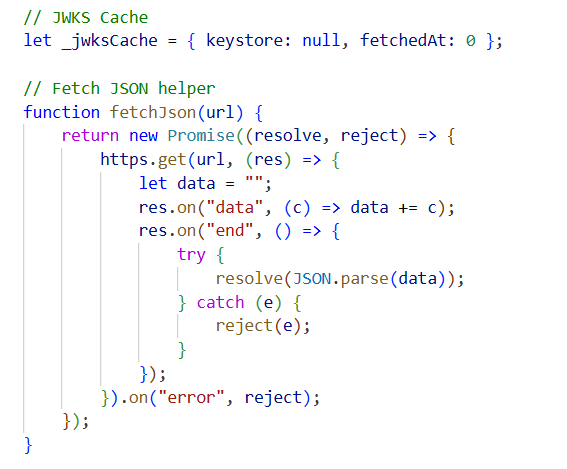 // JWKS Cache
let _jwksCache = { keystore: null, fetchedAt: 0 };

// Fetch JSON helper
function fetchJson(url) {
    return new Promise((resolve, reject) => {
        https.get(url, (res) => {
            let data = "";
            res.on("data", (c) => data += c);
            res.on("end", () => {
                try {
                    resolve(JSON.parse(data));
                } catch (e) {
                    reject(e);
                }
            });
        }).on("error", reject);
    });
}